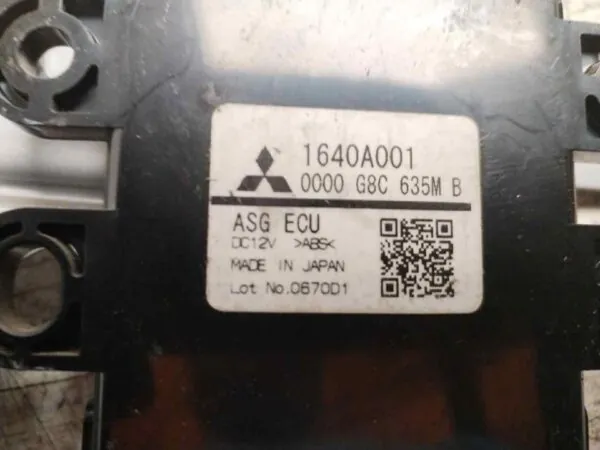 1640A001
0000 G8C 635M B
ASG ECU
DC12V >ABS<
MADE IN JAPAN
Lot No.0670D1